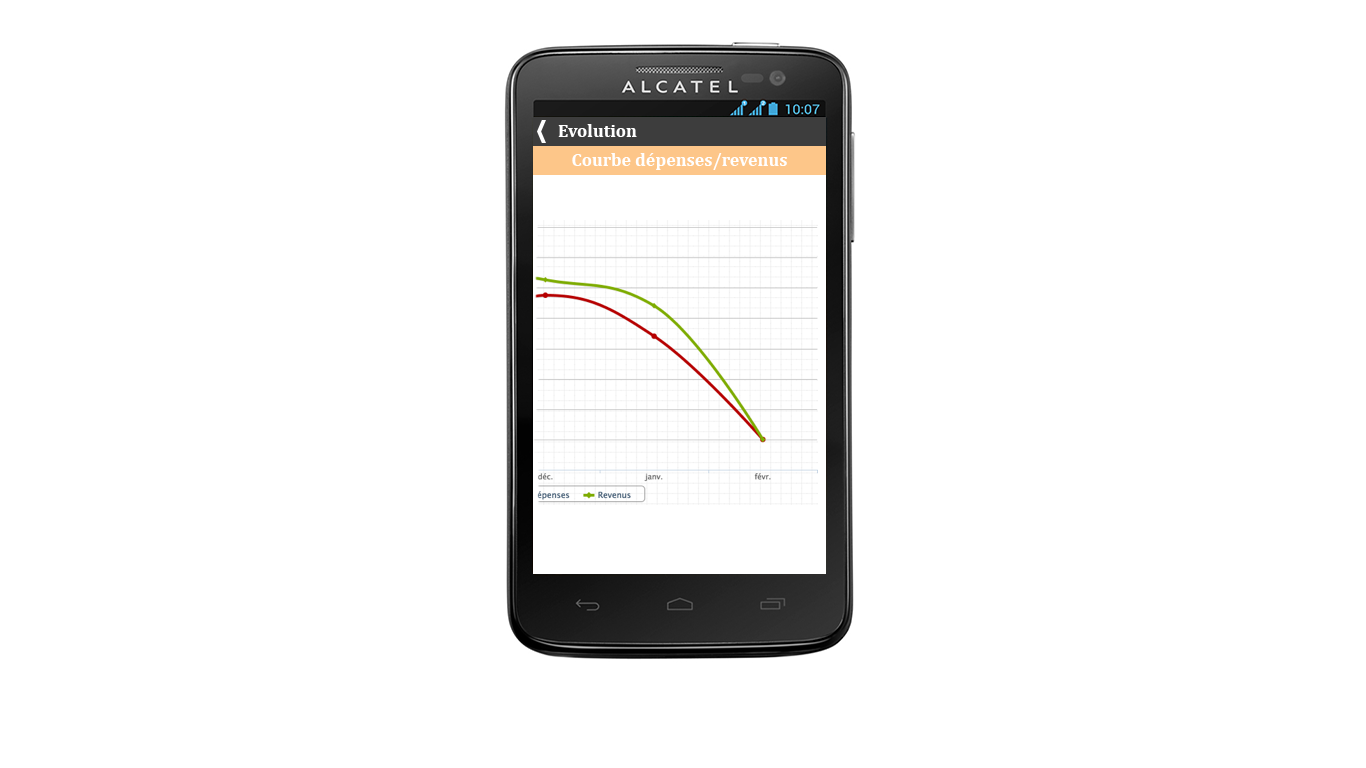 ALCATEL
10:07
Evolution
Courbe dépenses/revenus
déc. janv. févr.
épenses Revenus